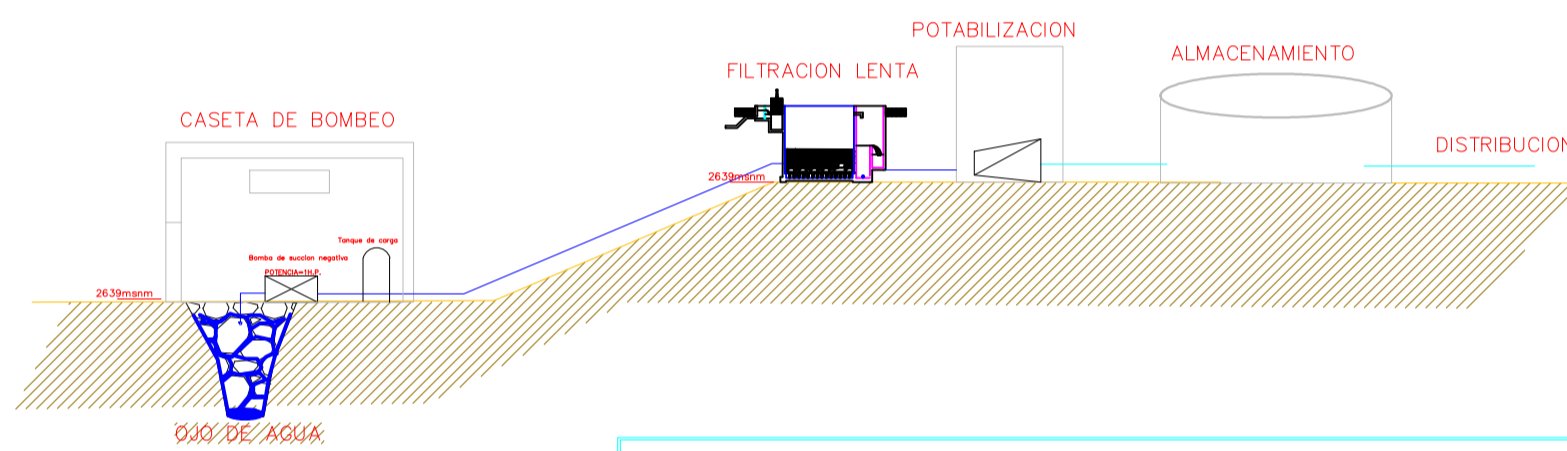 POTABILIZACION
ALMACENAMIENTO
FILTRACION LENTA
CASETA DE BOMBEO
DISTRIBUCION
2639msnm
Tanque de carga
Bomba de succion negativa
POTENCIA=1H.P.
2639msnm
OJO DE AGUA